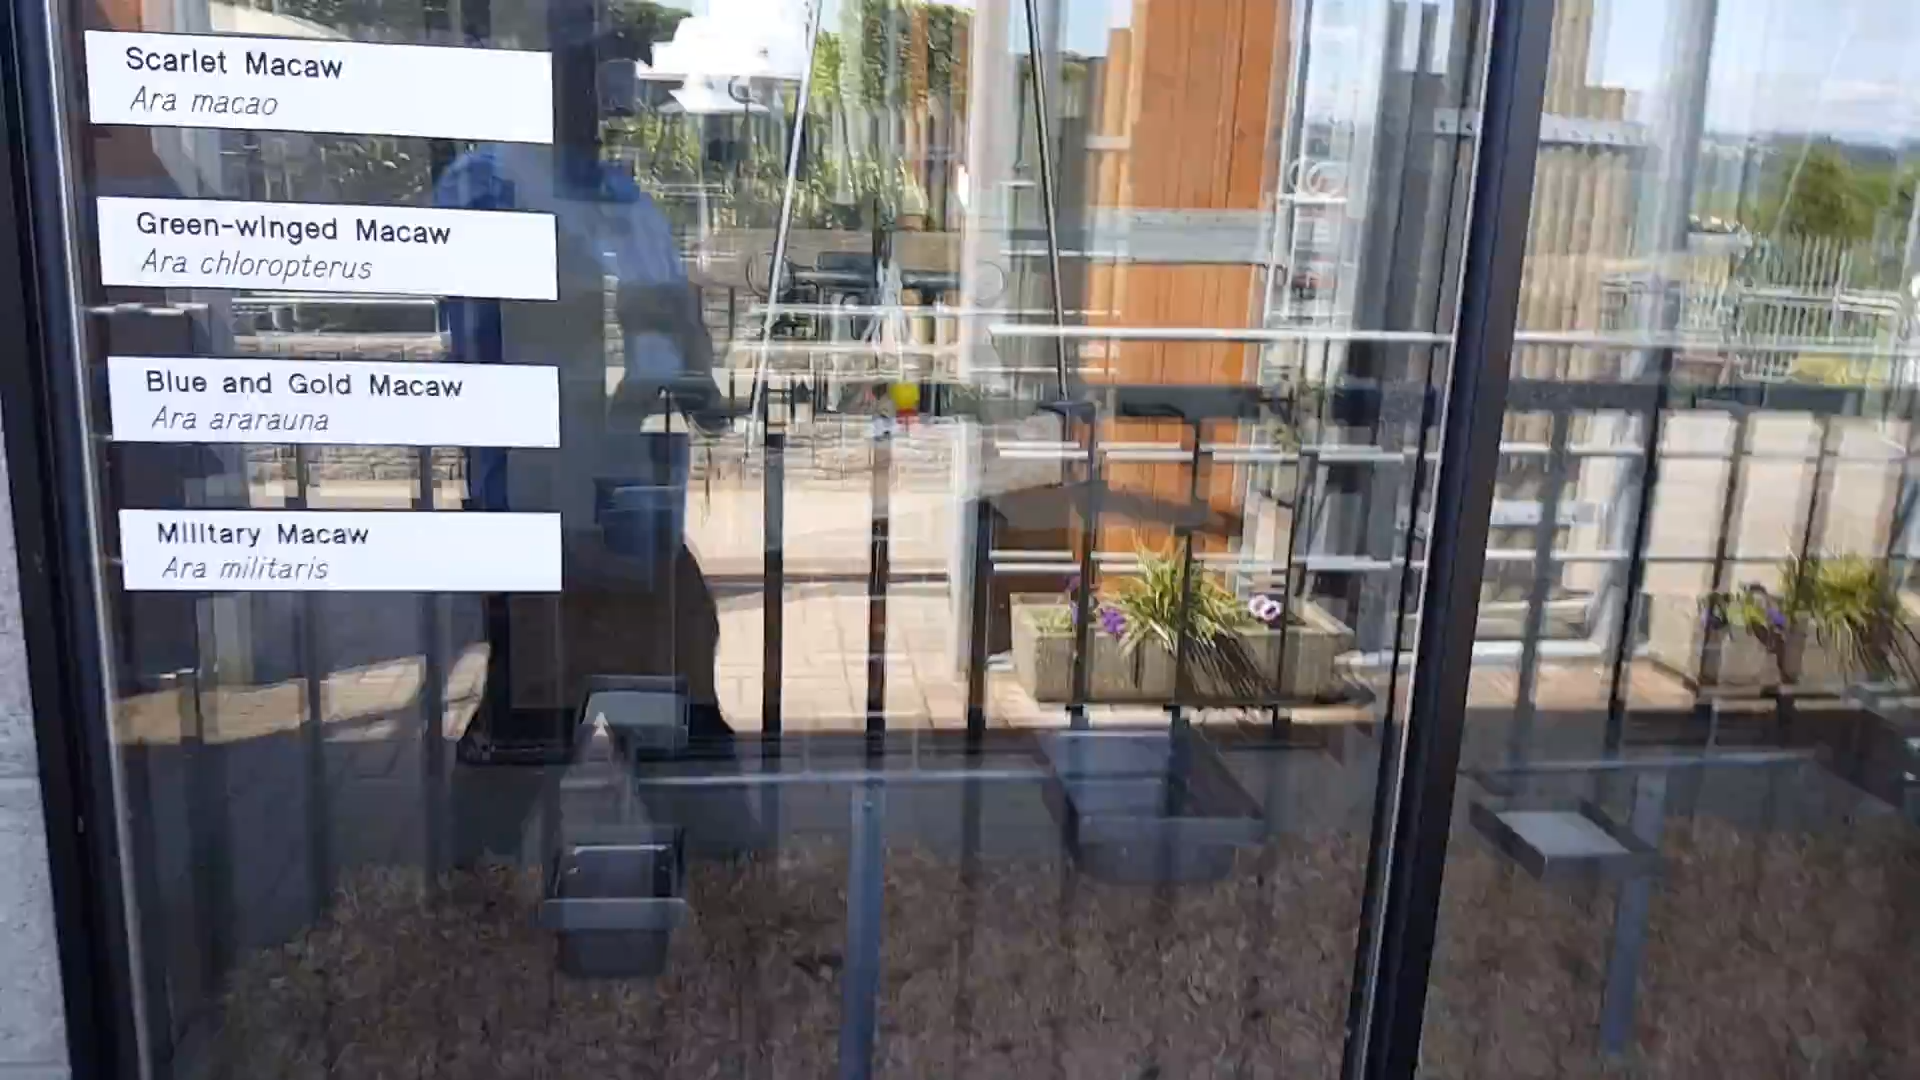 Scarlet Macaw
Ara macao
Green-winged Macaw
Ara chloropterus
Blue and Gold Macaw
Ara ararauna
Military Macaw
Ara militaris